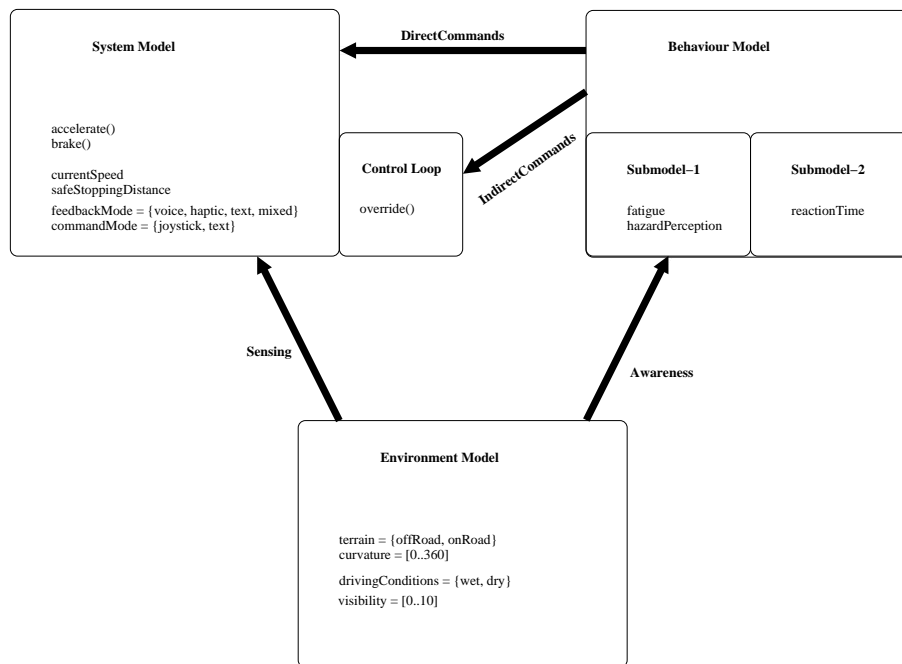 System Model
accelerate()
brake()
currentSpeed
safeStoppingDistance
feedbackMode = {voice, haptic, text, mixed}
commandMode = {joystick, text}
Control Loop
override()
DirectCommands
IndirectCommands
Behaviour Model
Submodel−1
fatigue
hazardPerception
Submodel−2
reactionTime
Sensing
Awareness
Environment Model
terrain = {offRoad, onRoad}
curvature = [0..360]
drivingConditions = {wet, dry}
visibility = [0..10]